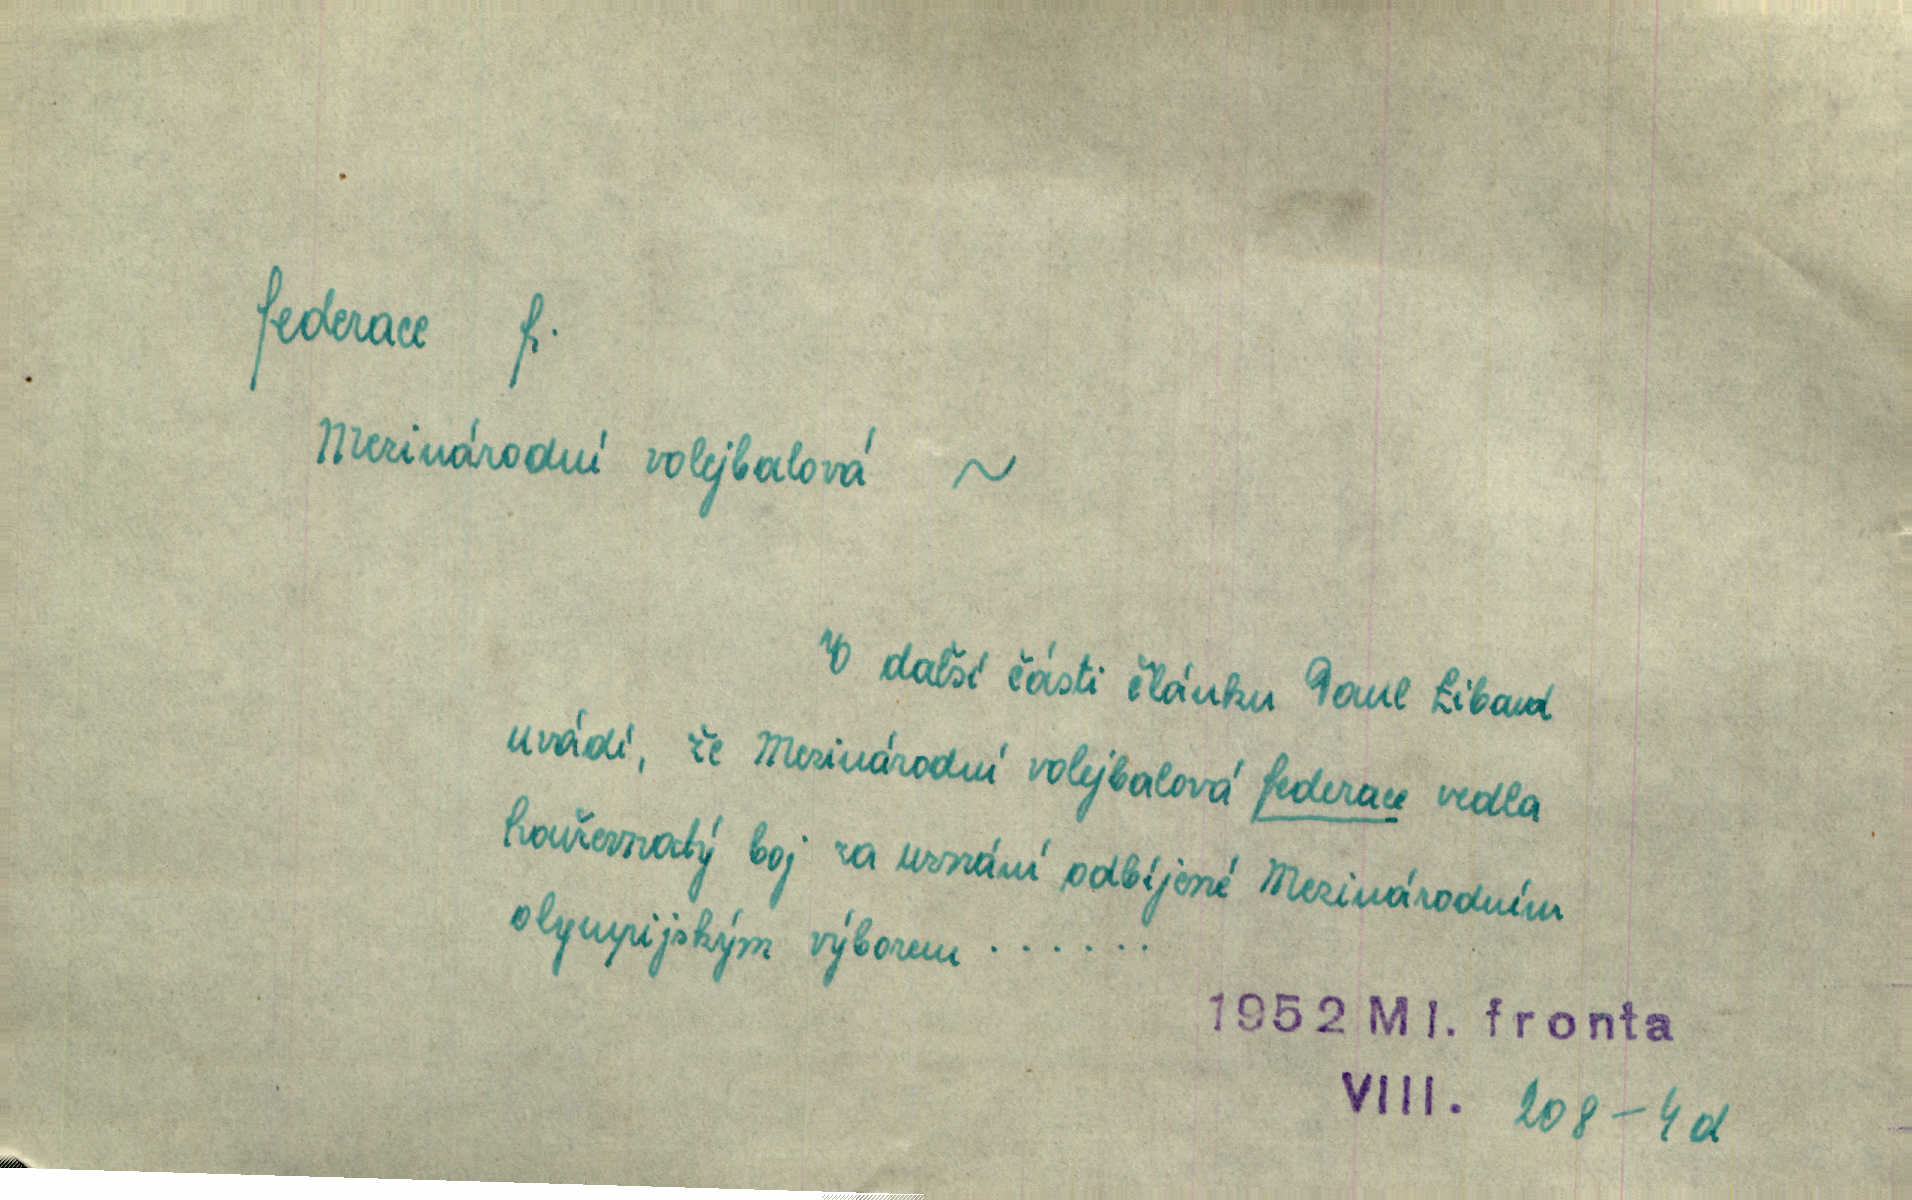 federace f.
Mezinárodní volejbalová ~
V další části článku Paul Libaud
uvádí, že Mezinárodní volejbalová federace vedla
houževnatý boj za uznání odbíjené Mezinárodním
olympijským výborem . . . . . .
1952 Ml. fronta
VIII. 208 - 4d